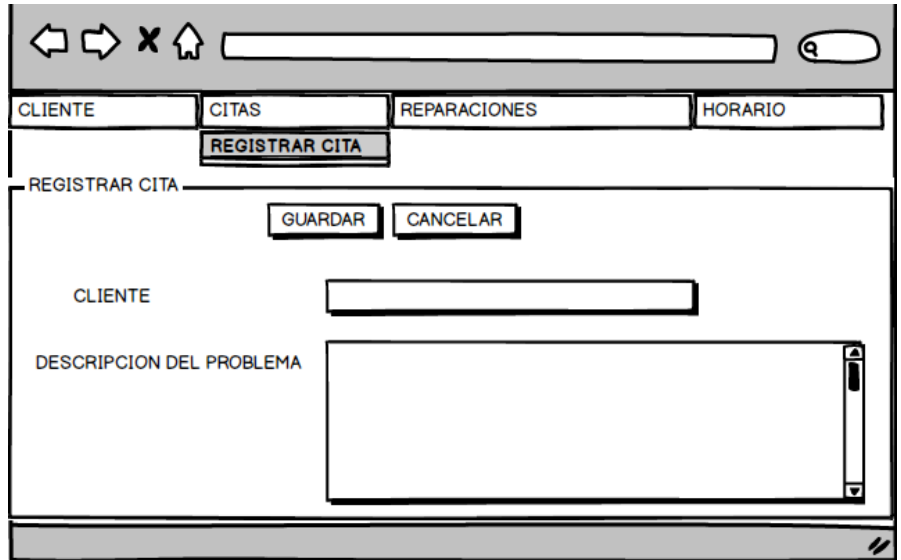 CLIENTE CITAS REPARACIONES HORARIO
REGISTRAR CITA
REGISTRAR CITA
GUARDAR CANCELAR
CLIENTE
DESCRIPCION DEL PROBLEMA